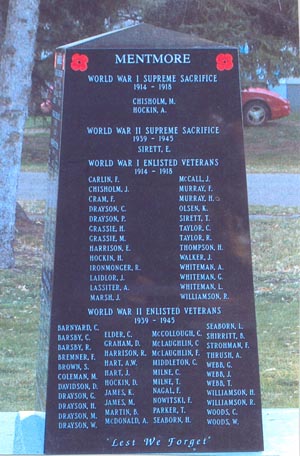 MENTMORE
WORLD WAR I SUPREME SACRIFICE
1914 - 1918
CHISHOLM, M.
HOCKIN, A.
WORLD WAR II SUPREME SACRIFICE
1939 - 1945
SIRETT, E.
WORLD WAR I ENLISTED VETERANS
1914 - 1918
CARLIN, F.
CHISHOLM, J.
CRAM, F.
DRAYSON, C.
DRAYSON, P.
GRASSIE, H.
GRASSIE, M.
HARRISON, E.
HOCKIN, H.
IRONMONGER, R.
LAIDLOR, J.
LASSITER, A.
MARSH, J.
McCALL, J.
MURRAY, F.
MURRAY, H.
OLSEN, K.
SIRETT, T.
TAYLOR, C.
TAYLOR, R.
THOMPSON, H.
WALKER, J.
WHITEMAN, A.
WHITEMAN, G.
WHITEMAN, L.
WILLIAMSON, R.
WORLD WAR II ENLISTED VETERANS
1939 - 1945
BARNYARD, C.
BARSBY, C.
BARSBY, R.
BREMNER, F.
BROWN, S.
COLEMAN, M.
DAVIDSON, D.
DRAYSON, G.
DRAYSON, H.
DRAYSON, M.
DRAYSON, W.
ELDER, C.
GRAHAM, D.
HARRISON, R.
HART, A.W.
HART, J.
HOCKIN, D.
JAMES, K.
JAMES, M.
MARTIN, B.
McDONALD, A.
McCOLLOUGH, C.
McLAUGHLIN, C.
McLAUGHLIN, F.
MIDDLETON, C.
MILNE, C.
MILNE, T.
NAGAL, F.
NOWITSKI, F.
PARKER, T.
SEABORN, H.
SEABORN, L.
SHIRRITT, B.
STROHMAN, F.
THRUSH, A.
WEBB, G.
WEBB, J.
WEBB, T.
WILLIAMSON, H.
WILLIAMSON, R.
WOODS, C.
WOODS, W.
"Lest We Forget"